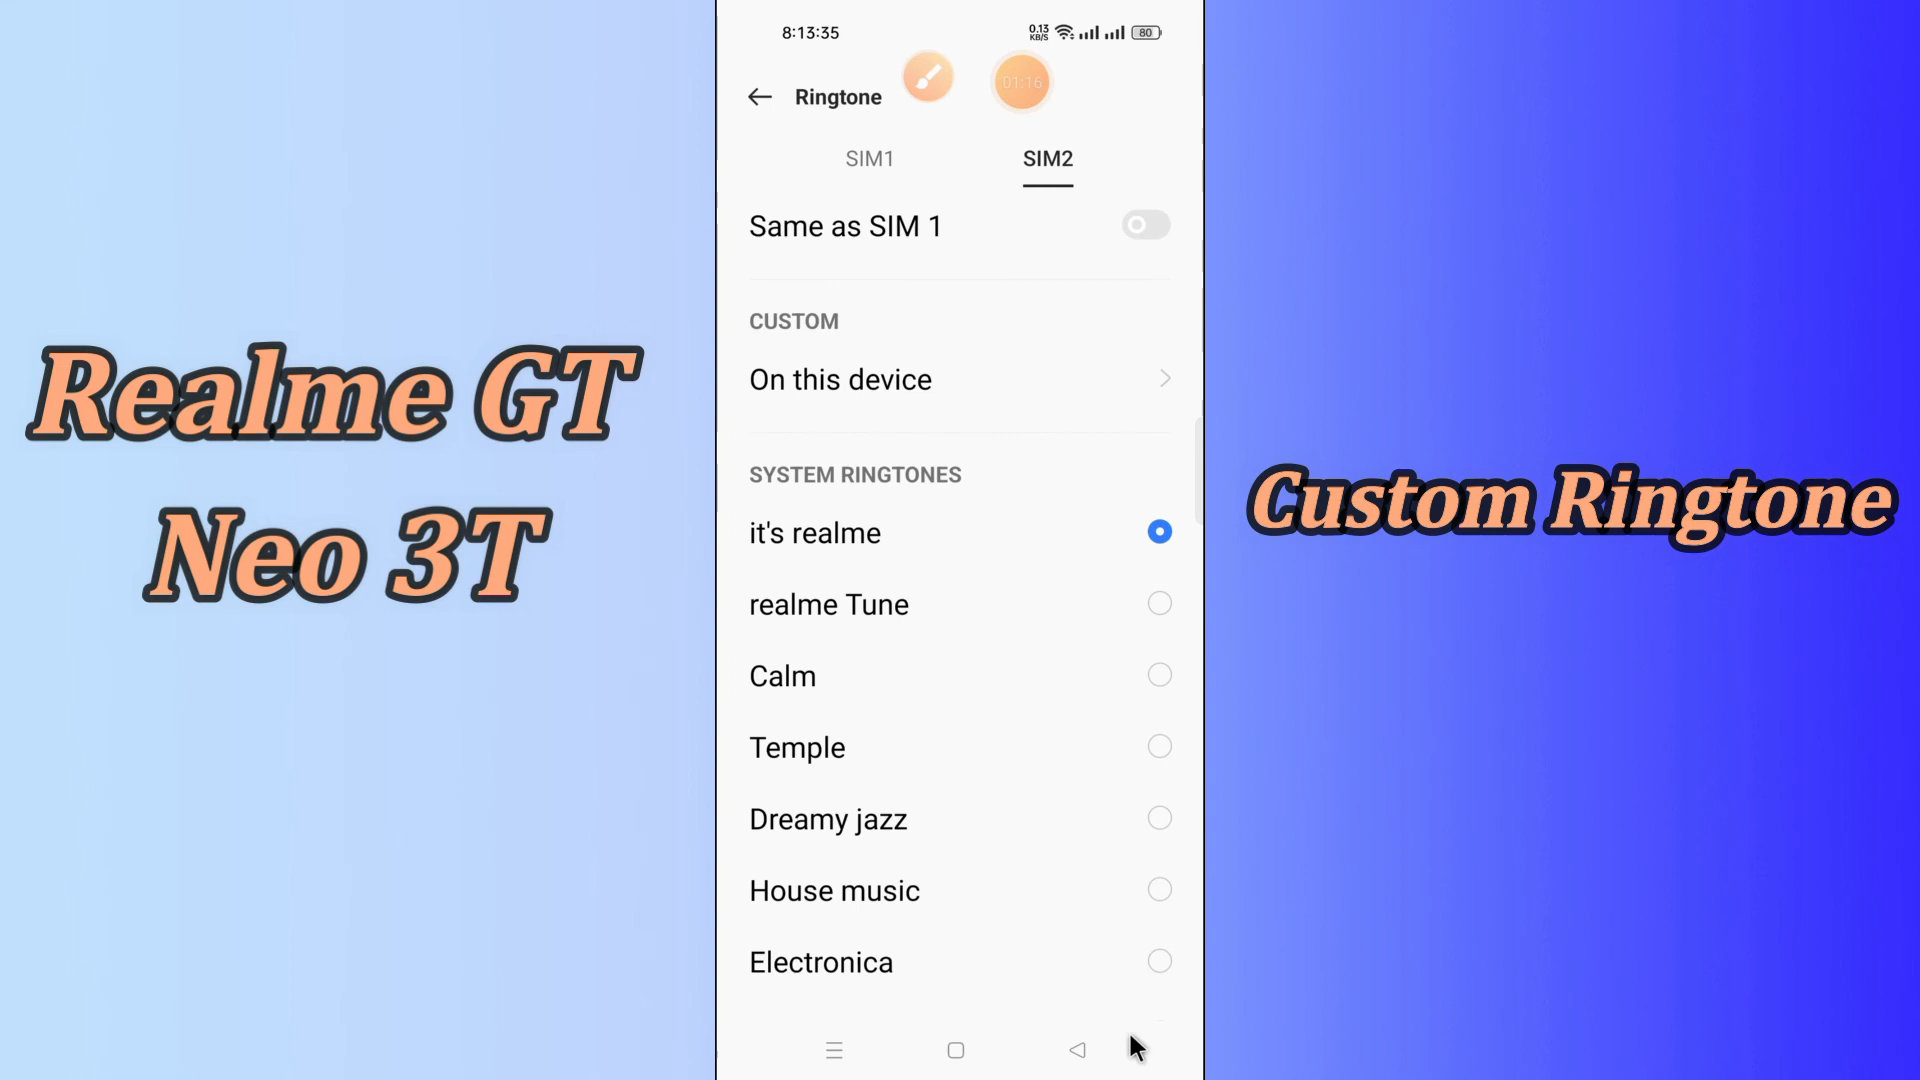 Realme GT
Neo 3T
8:13:35
0.13
KB/S
80
Ringtone
01:16
SIM1
SIM2
Same as SIM 1
CUSTOM
On this device
SYSTEM RINGTONES
it's realme
realme Tune
Calm
Temple
Dreamy jazz
House music
Electronica
Custom Ringtone